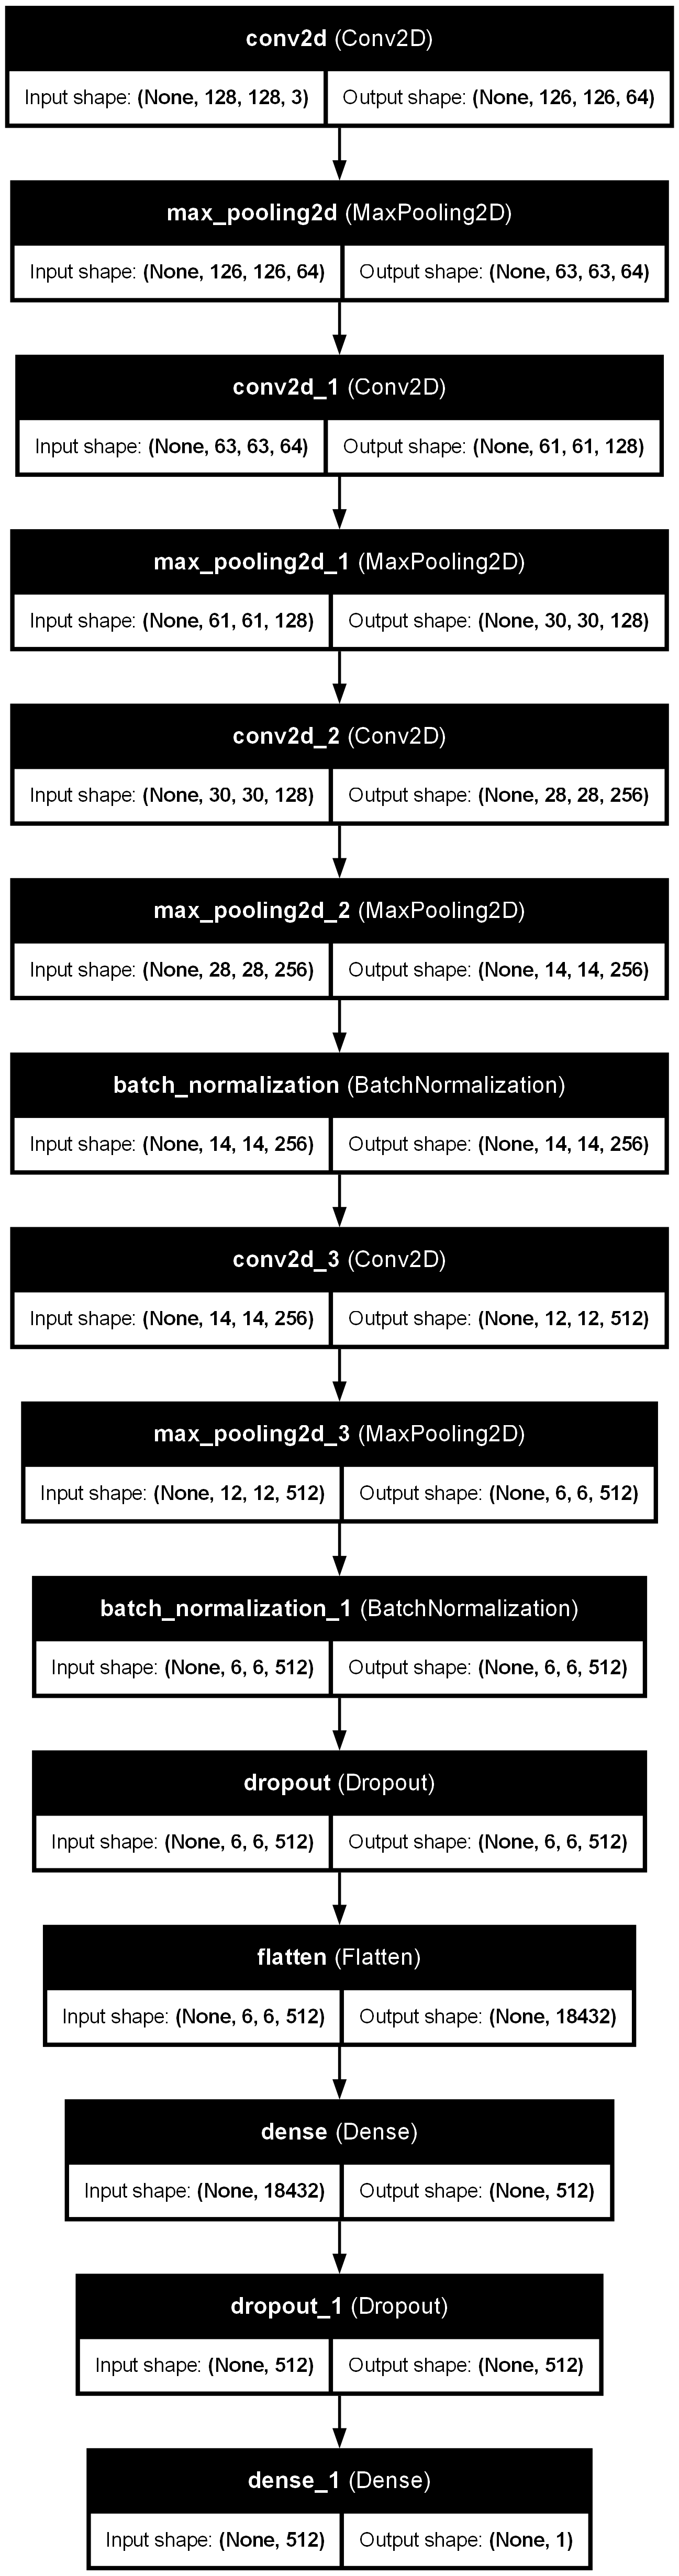 conv2d (Conv2D)
Input shape: (None, 128, 128, 3) Output shape: (None, 126, 126, 64)
max_pooling2d (MaxPooling2D)
Input shape: (None, 126, 126, 64) Output shape: (None, 63, 63, 64)
conv2d_1 (Conv2D)
Input shape: (None, 63, 63, 64) Output shape: (None, 61, 61, 128)
max_pooling2d_1 (MaxPooling2D)
Input shape: (None, 61, 61, 128) Output shape: (None, 30, 30, 128)
conv2d_2 (Conv2D)
Input shape: (None, 30, 30, 128) Output shape: (None, 28, 28, 256)
max_pooling2d_2 (MaxPooling2D)
Input shape: (None, 28, 28, 256) Output shape: (None, 14, 14, 256)
batch_normalization (BatchNormalization)
Input shape: (None, 14, 14, 256) Output shape: (None, 14, 14, 256)
conv2d_3 (Conv2D)
Input shape: (None, 14, 14, 256) Output shape: (None, 12, 12, 512)
max_pooling2d_3 (MaxPooling2D)
Input shape: (None, 12, 12, 512) Output shape: (None, 6, 6, 512)
batch_normalization_1 (BatchNormalization)
Input shape: (None, 6, 6, 512) Output shape: (None, 6, 6, 512)
dropout (Dropout)
Input shape: (None, 6, 6, 512) Output shape: (None, 6, 6, 512)
flatten (Flatten)
Input shape: (None, 6, 6, 512) Output shape: (None, 18432)
dense (Dense)
Input shape: (None, 18432) Output shape: (None, 512)
dropout_1 (Dropout)
Input shape: (None, 512) Output shape: (None, 512)
dense_1 (Dense)
Input shape: (None, 512) Output shape: (None, 1)